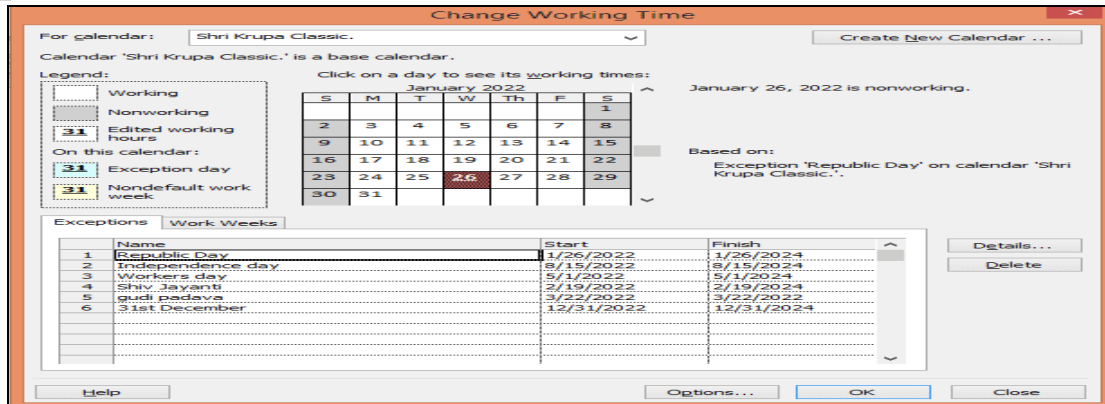 Change Working Time
For calendar: Shri Krupa Classic.
Create New Calendar ...
Calendar 'Shri Krupa Classic.' is a base calendar.
Legend:
Working
Nonworking
31 Edited working hours
On this calendar:
31 Exception day
31 Nondefault work week
Click on a day to see its working times:
January 2022
S M T W Th F S
1
2 3 4 5 6 7 8
9 10 11 12 13 14 15
16 17 18 19 20 21 22
23 24 25 26 27 28 29
30 31
January 26, 2022 is nonworking.
Based on:
Exception 'Republic Day' on calendar 'Shri
Krupa Classic.'.
Exceptions Work Weeks
Name Start Finish
1 Republic Day 1/26/2022 1/26/2024
2 Independence day 8/15/2022 8/15/2024
3 Workers day 5/1/2022 5/1/2024
4 Shiv Jayanti 2/19/2022 2/19/2024
5 gudi padava 3/22/2022 3/22/2022
6 31st December 12/31/2022 12/31/2024
Details...
Delete
Help
Options...
OK
Close